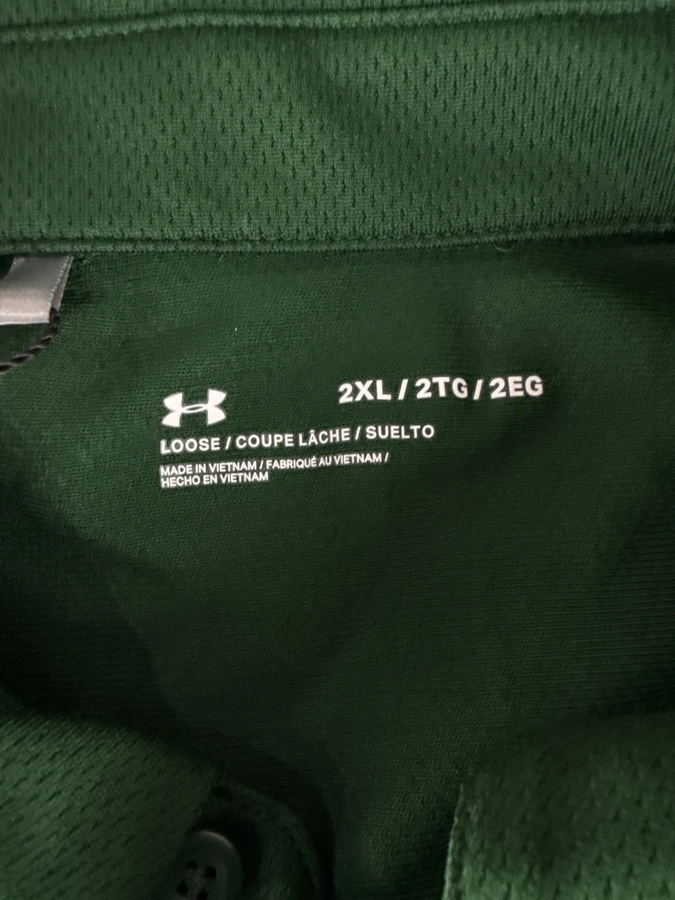 2XL / 2TG / 2EG
LOOSE / COUPE LÂCHE / SUELTO
MADE IN VIETNAM / FABRIQUÉ AU VIETNAM /
HECHO EN VIETNAM